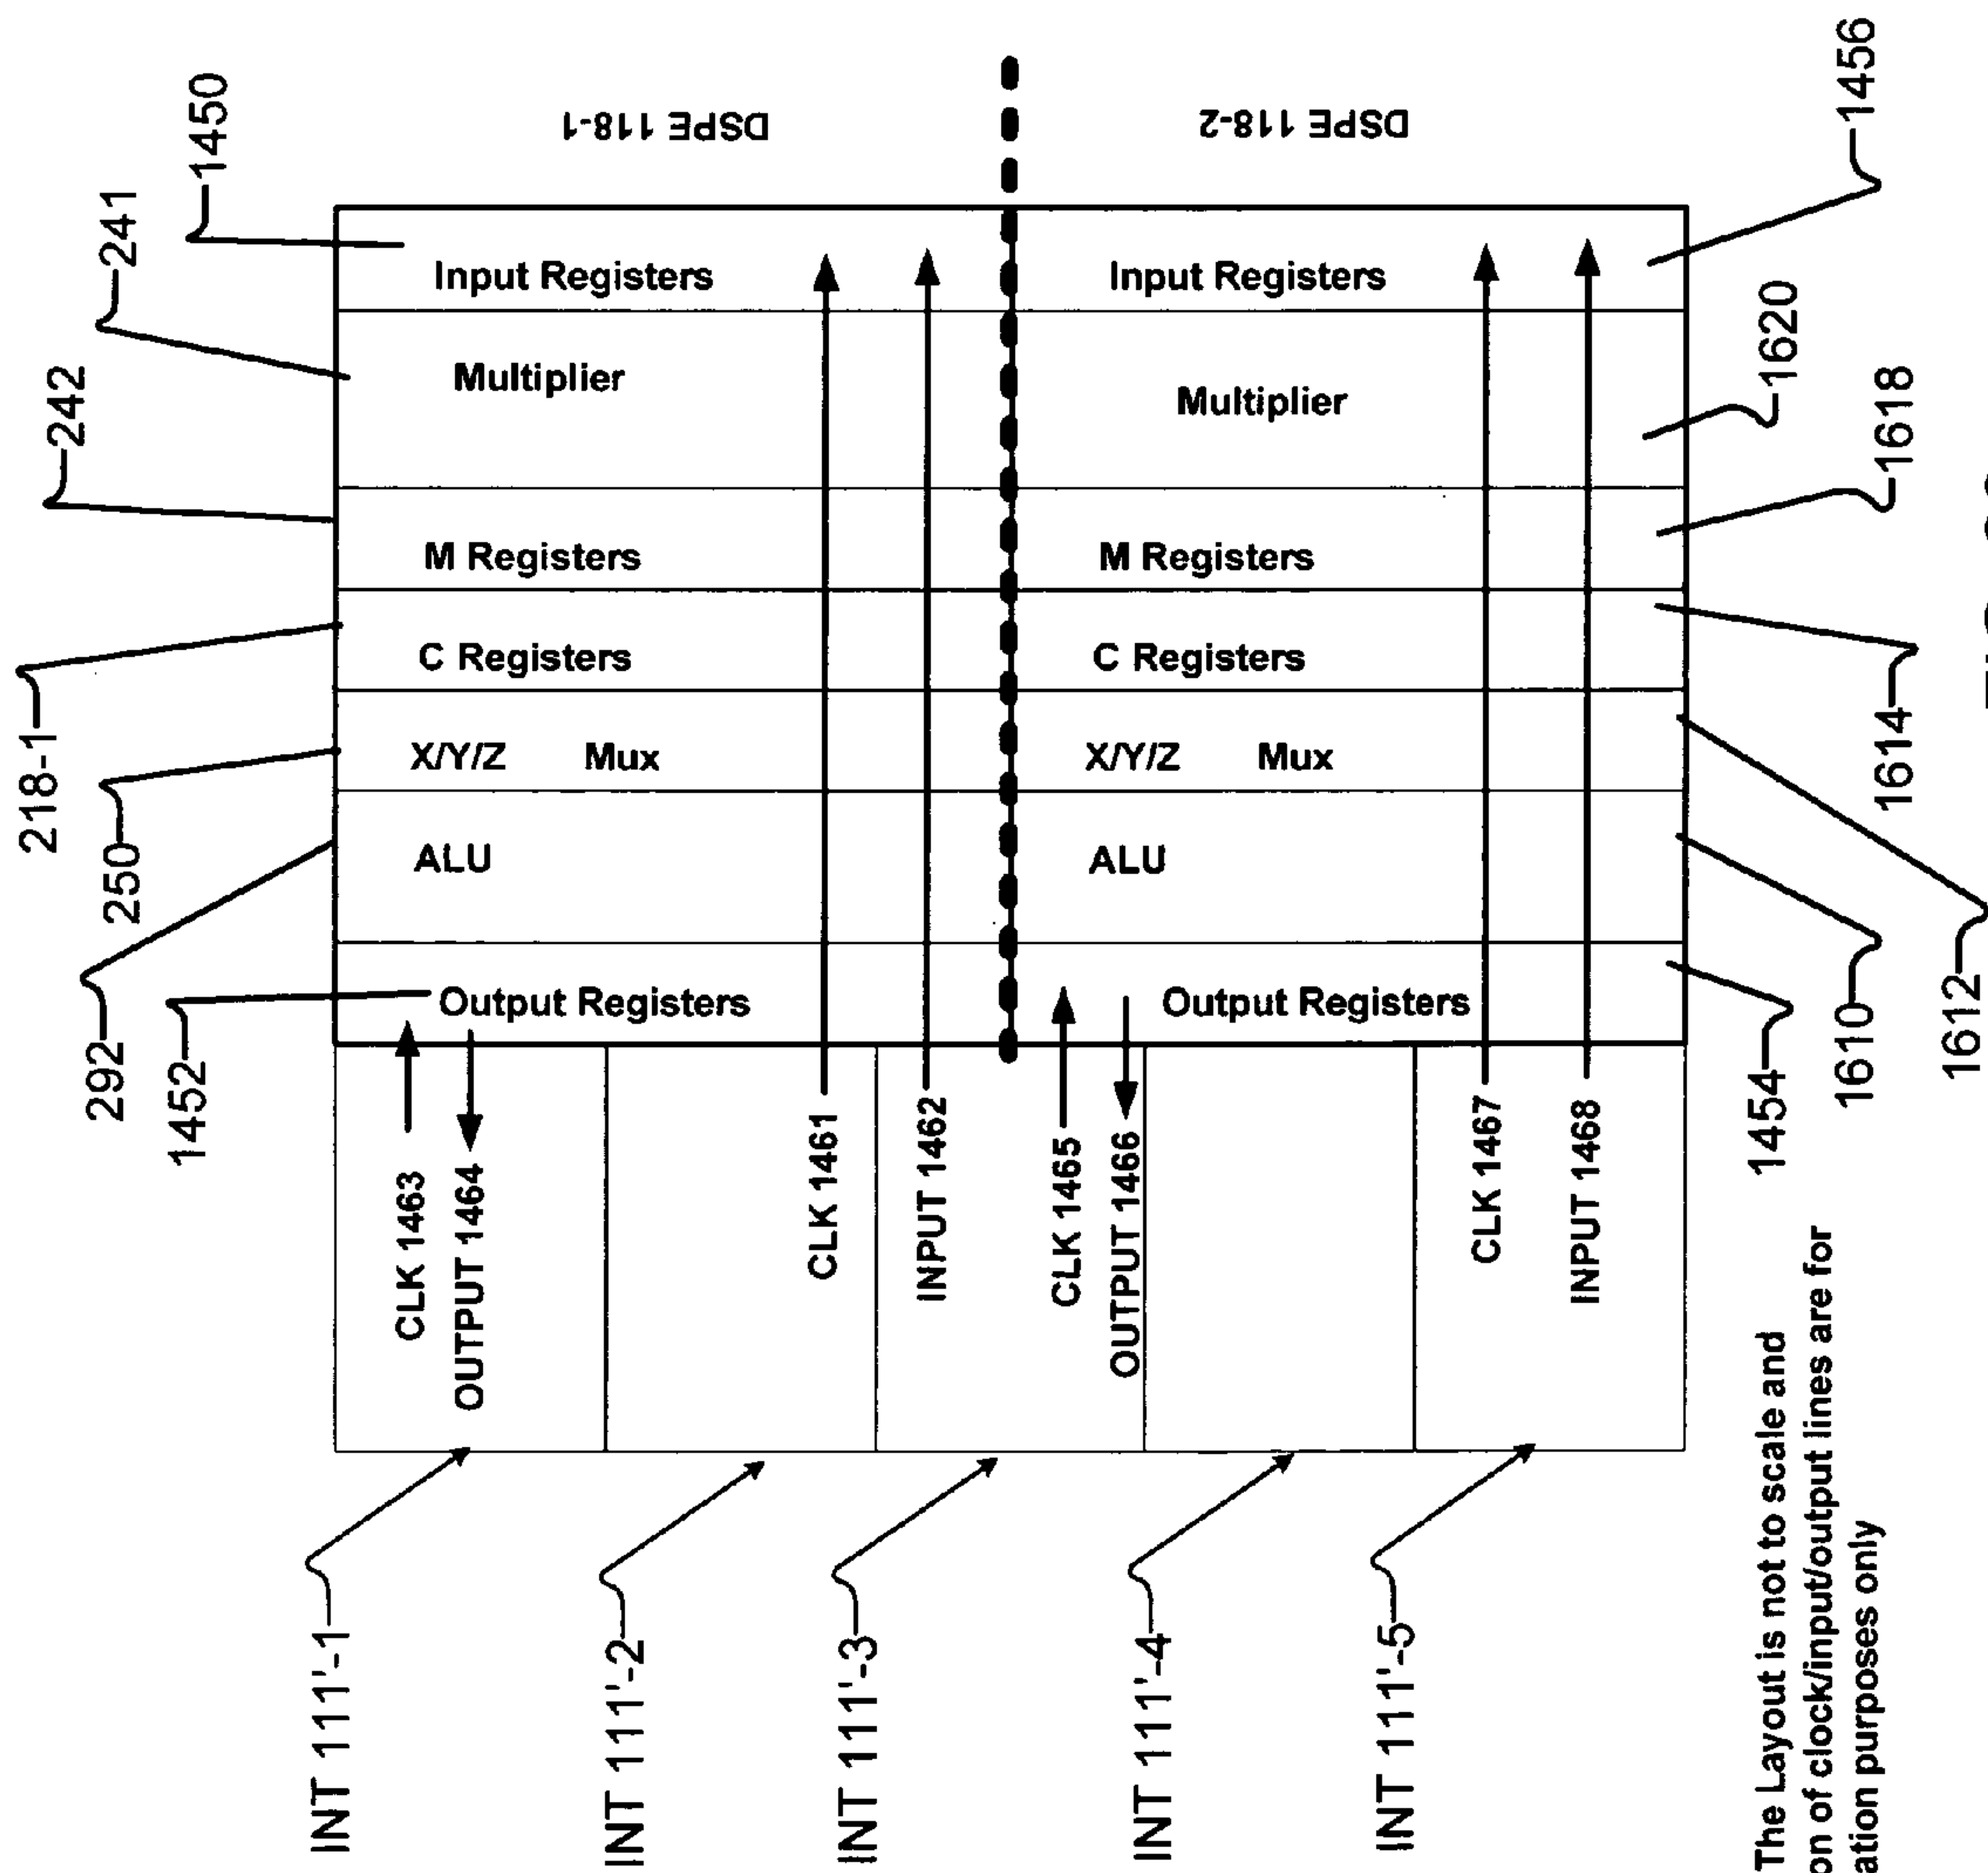 218-1
242
241
1450
250
292
1452
DSPE 118-1
Input Registers
Multiplier
M Registers
C Registers
X/Y/Z Mux
ALU
Output Registers
CLK 1463
OUTPUT 1464
CLK 1461
INPUT 1462
DSPE 118-2
Input Registers
Multiplier
M Registers
C Registers
X/Y/Z Mux
ALU
Output Registers
CLK 1465
OUTPUT 1466
CLK 1467
INPUT 1468
INT 111'-1
INT 111'-2
INT 111'-3
INT 111'-4
INT 111'-5
1456
1620
1618
1614
1612
1610
1454
The Layout is not to scale and
of clock/input/output lines are for
purposes only